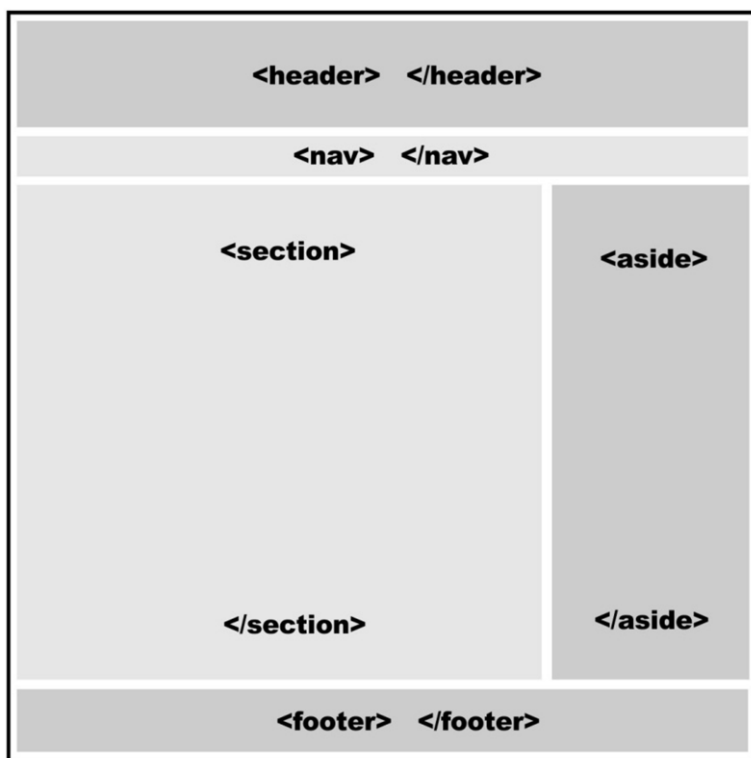 <header> </header>
<nav> </nav>
<section>
<aside>
</section>
</aside>
<footer> </footer>